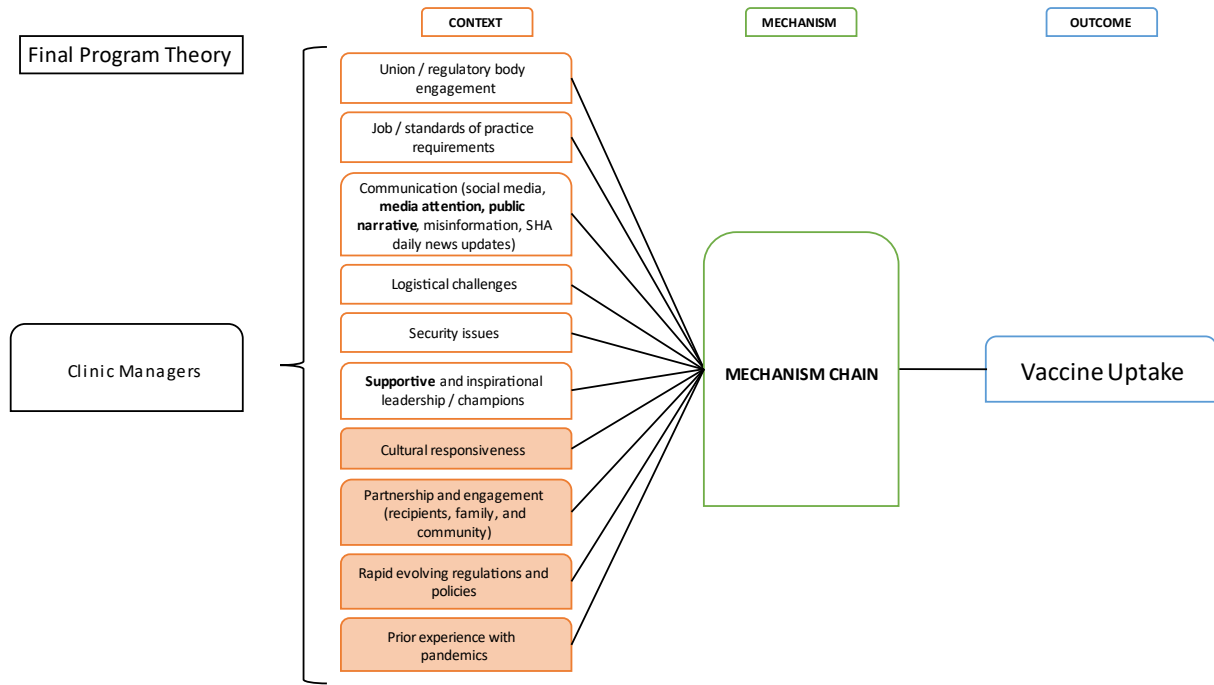 CONTEXT
MECHANISM
OUTCOME
Final Program Theory
Union / regulatory body
engagement
Job / standards of practice
requirements
Communication (social media,
media attention, public
narrative, misinformation, SHA
daily news updates)
Logistical challenges
Security issues
Supportive and inspirational
leadership / champions
Cultural responsiveness
Partnership and engagement
(recipients, family, and
community)
Rapid evolving regulations and
policies
Prior experience with
pandemics
Clinic Managers
MECHANISM CHAIN
Vaccine Uptake